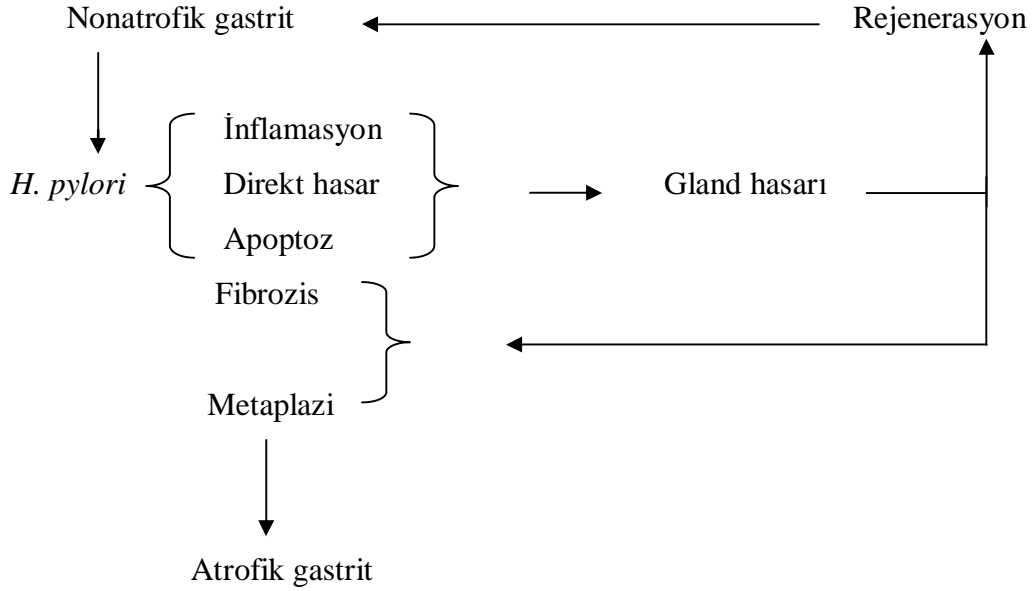 Nonatrofik gastrit
Rejenerasyon
İnflamasyon
H. pylori
Direkt hasar
Gland hasarı
Apoptoz
Fibrozis
Metaplazi
Atrofik gastrit